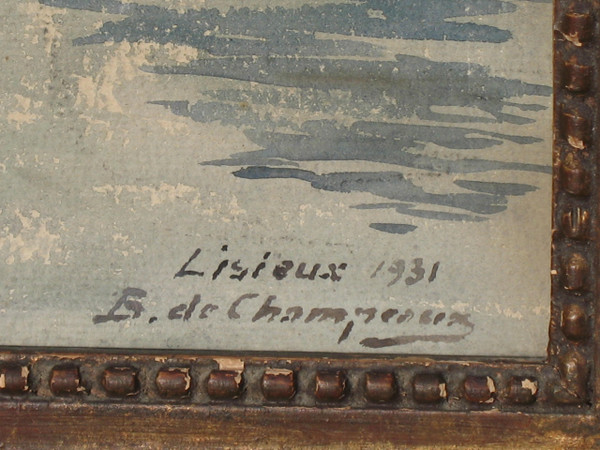 Lisieux 1931
B. de Champeaux